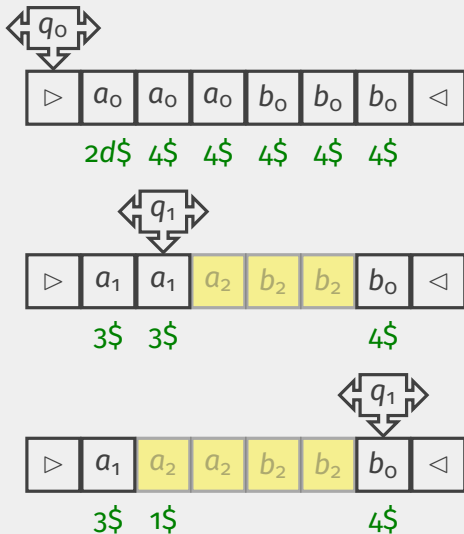 q₀
▷ a₀ a₀ a₀ b₀ b₀ b₀ ◁
2d$ 4$ 4$ 4$ 4$ 4$
q₁
▷ a₁ a₁ a₂ b₂ b₂ b₀ ◁
3$ 3$ 4$
q₁
▷ a₁ a₂ a₂ b₂ b₂ b₀ ◁
3$ 1$ 4$